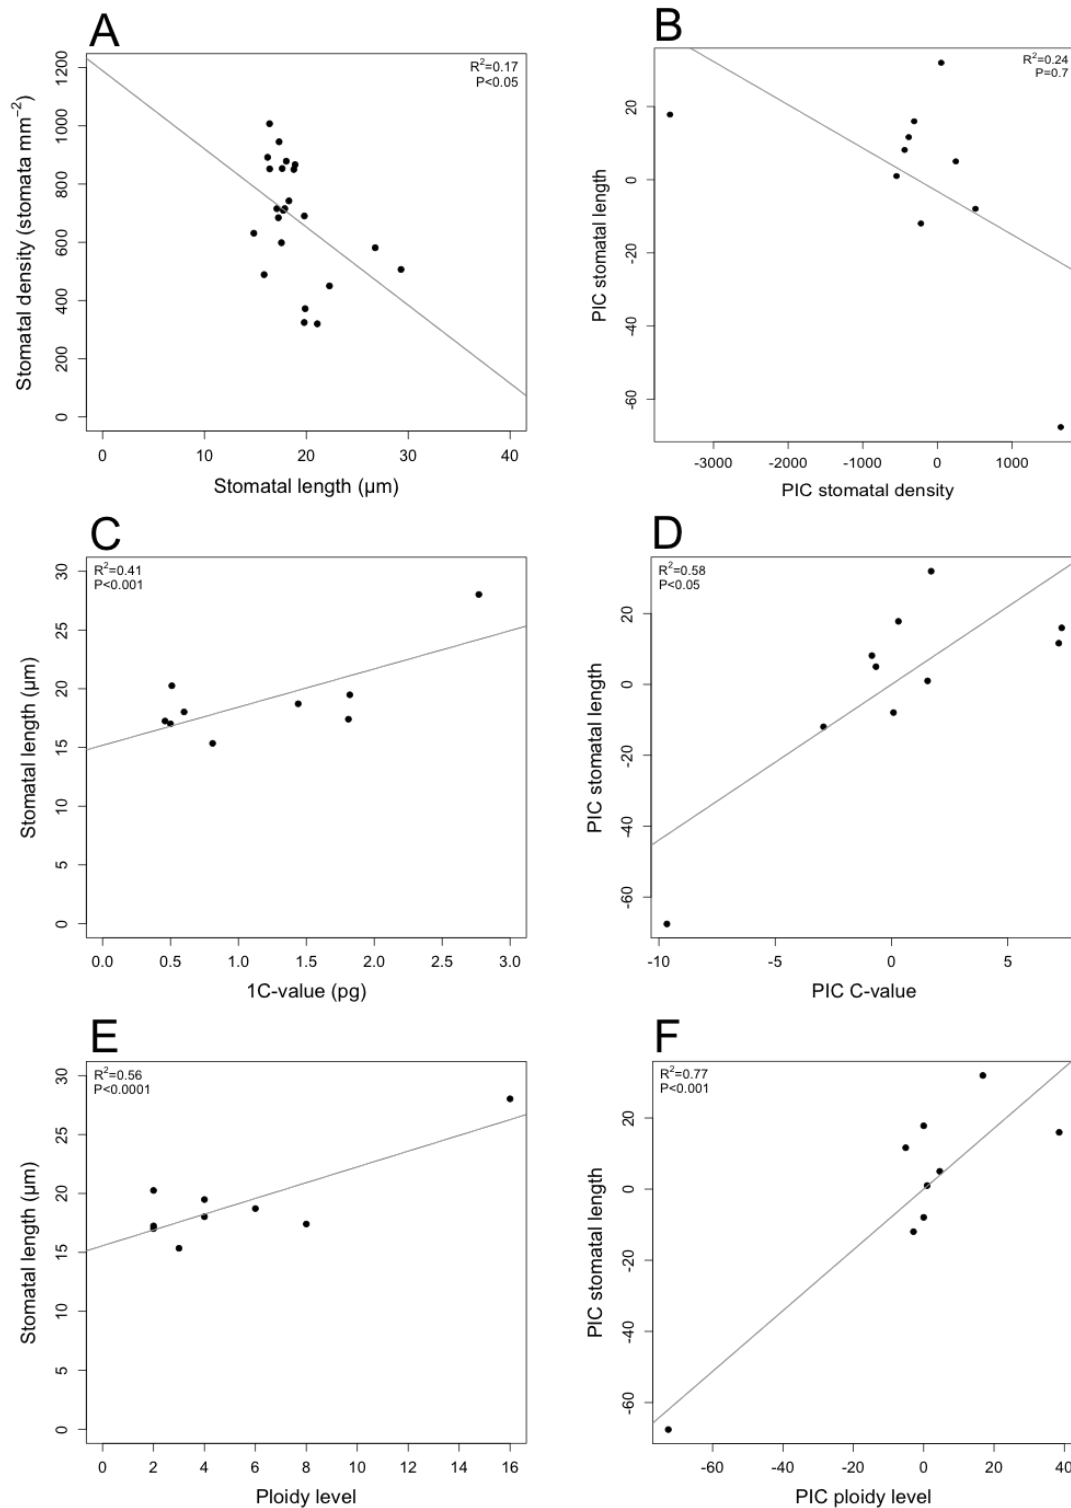 A
R²=0.17
P<0.05
1200
1000
800
600
400
200
0
Stomatal density (stomata mm⁻²)
0 10 20 30 40
Stomatal length (µm)
B
R²=0.24
P=0.7
20
0
-20
-40
-60
PIC stomatal length
-3000 -2000 -1000 0 1000
PIC stomatal density
C
R²=0.41
P<0.001
30
25
20
15
10
5
0
Stomatal length (µm)
0.0 0.5 1.0 1.5 2.0 2.5 3.0
1C-value (pg)
D
R²=0.58
P<0.05
20
0
-20
-40
-60
PIC stomatal length
-10 -5 0 5
PIC C-value
E
R²=0.56
P<0.0001
30
25
20
15
10
5
0
Stomatal length (µm)
0 2 4 6 8 10 12 14 16
Ploidy level
F
R²=0.77
P<0.001
20
0
-20
-40
-60
PIC stomatal length
-60 -40 -20 0 20 40
PIC ploidy level